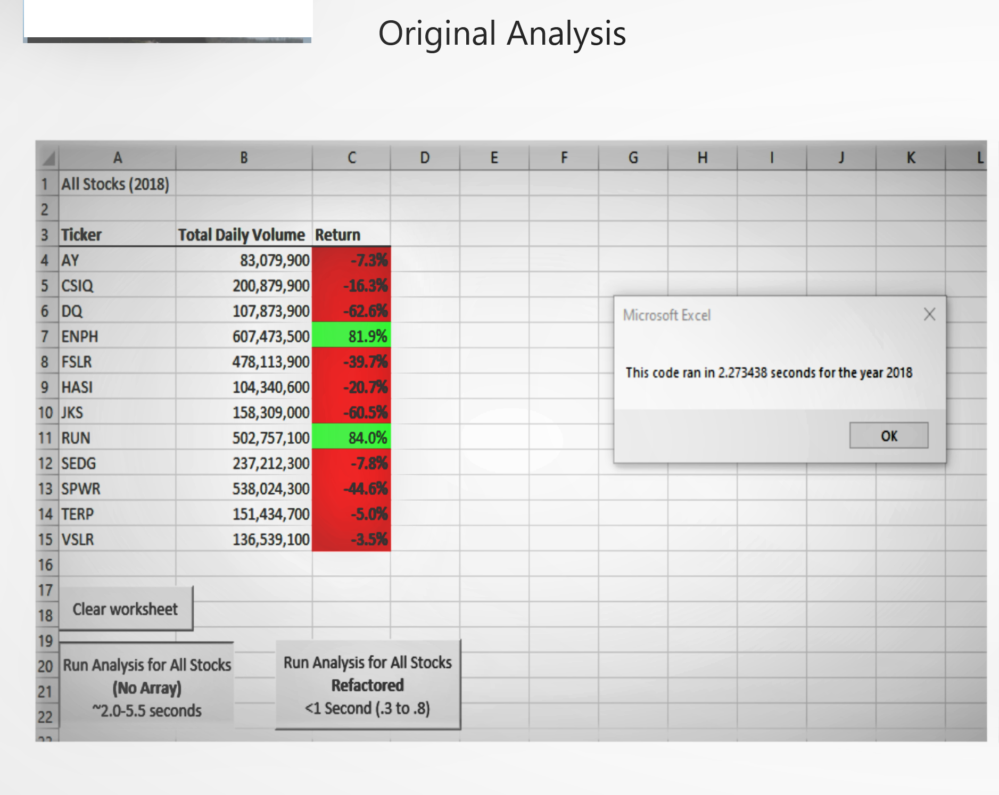 Original Analysis
A B C D E F G H I J K L
1 All Stocks (2018)
2
3 Ticker Total Daily Volume Return
4 AY 83,079,900 -7.3%
5 CSIQ 200,879,900 -16.3%
6 DQ 107,873,900 -62.6%
7 ENPH 607,473,500 81.9%
8 FSLR 478,113,900 -39.7%
9 HASI 104,340,600 -20.7%
10 JKS 158,309,000 -60.5%
11 RUN 502,757,100 84.0%
12 SEDG 237,212,300 -7.8%
13 SPWR 538,024,300 -44.6%
14 TERP 151,434,700 -5.0%
15 VSLR 136,539,100 -3.5%
16
17
18
19
20
21
22
Microsoft Excel
This code ran in 2.273438 seconds for the year 2018
OK
Clear worksheet
Run Analysis for All Stocks
(No Array)
~2.0-5.5 seconds
Run Analysis for All Stocks
Refactored
<1 Second (.3 to .8)